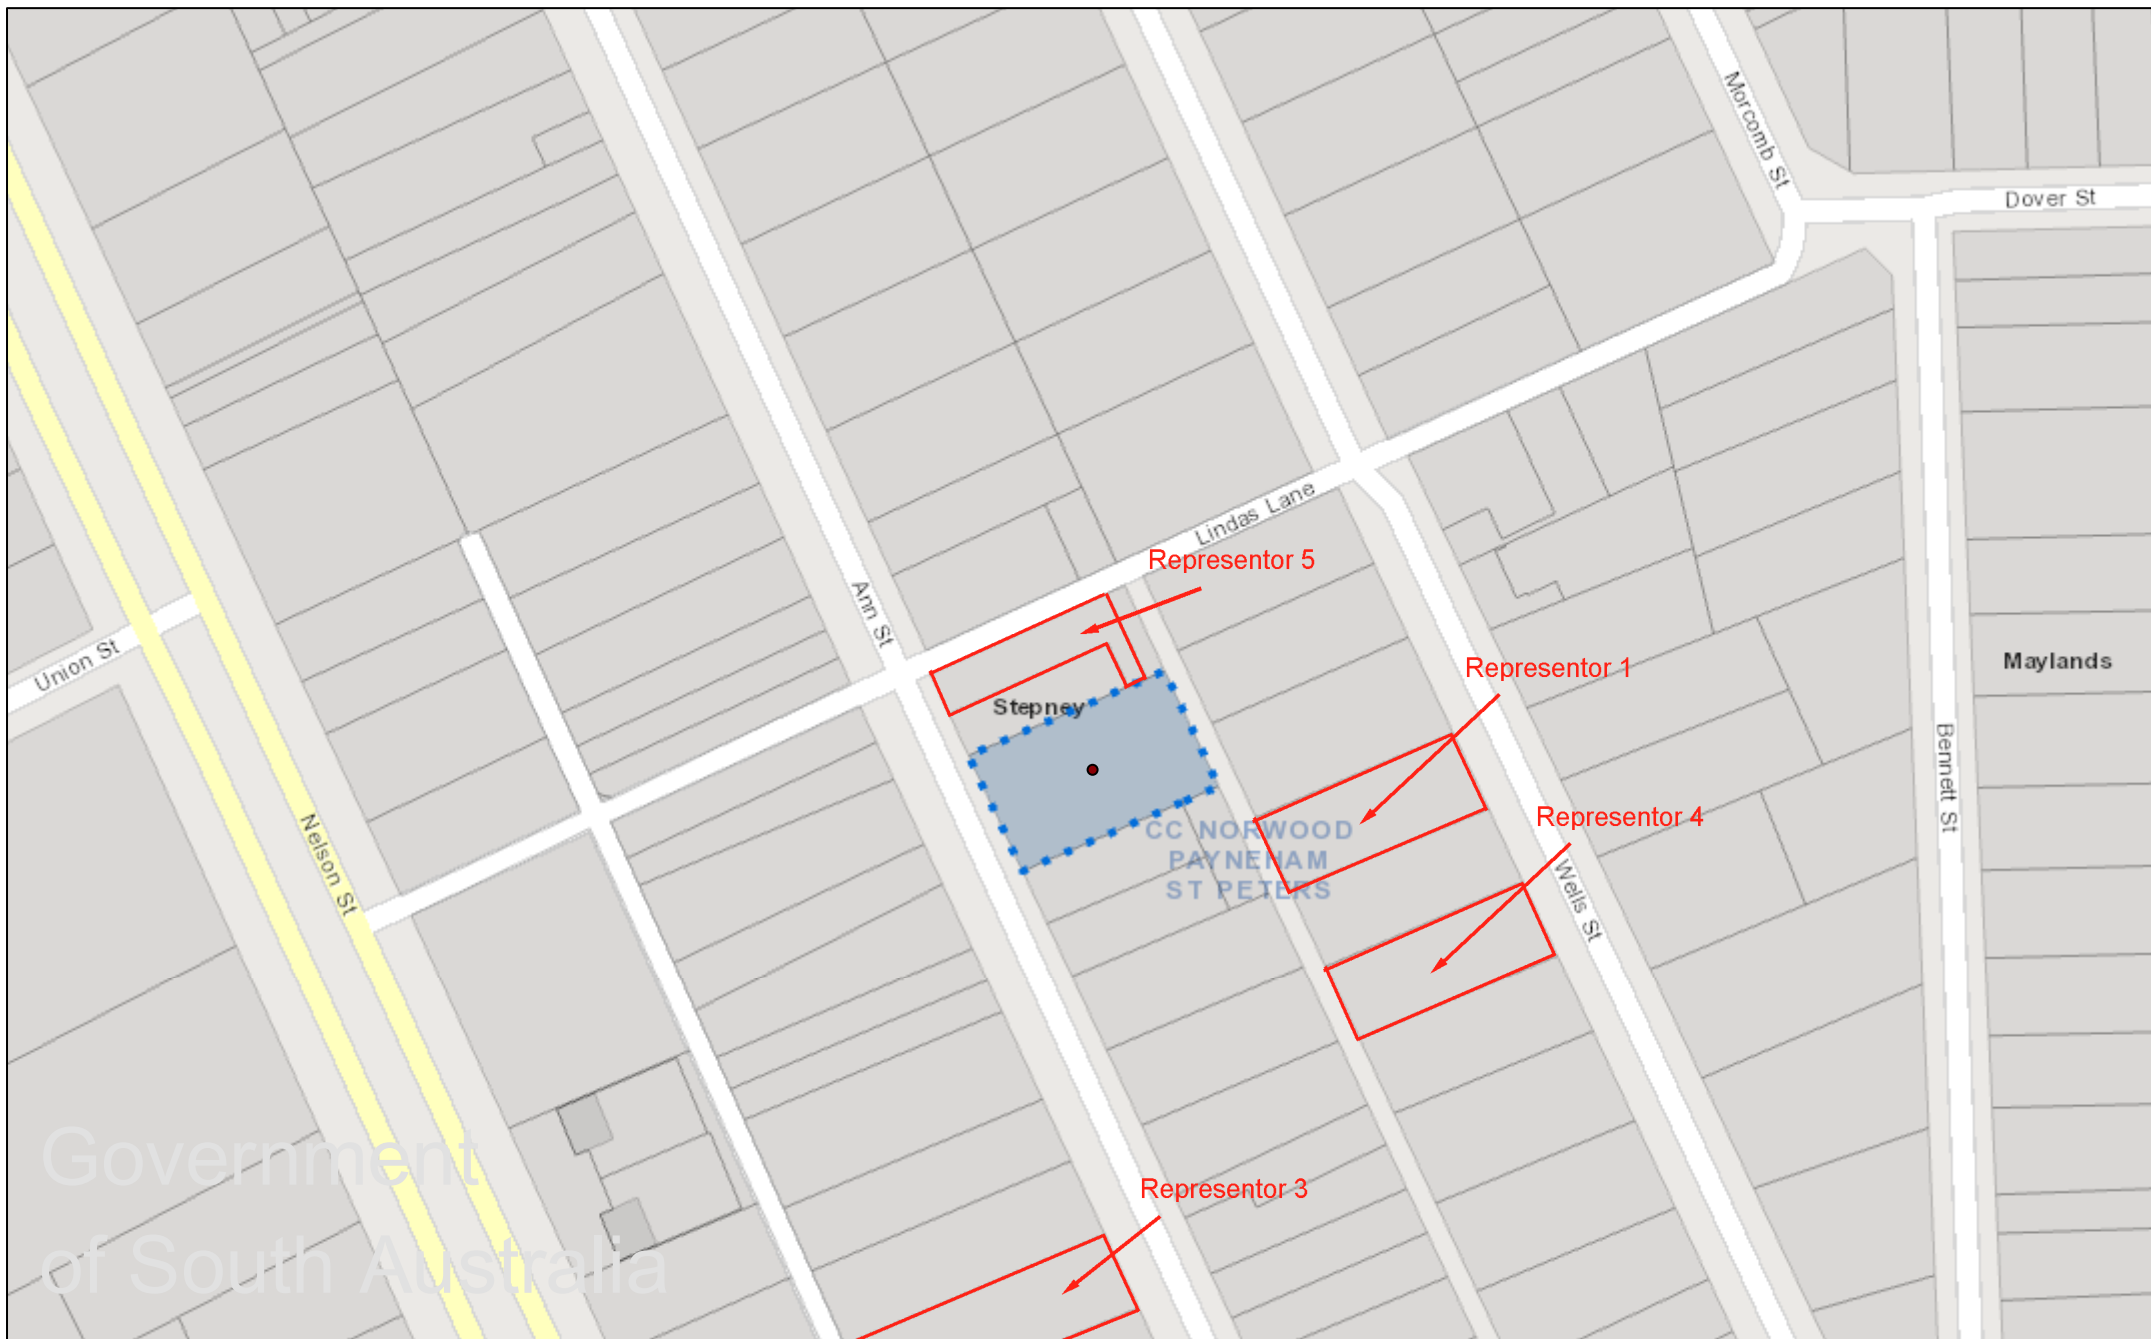 Morcomb St
Dover St
Lindas Lane
Representor 5
Ann St
Union St
Representor 1
Maylands
Stepney
Bennett St
Representor 4
CC NORWOOD
PAYNEHAM
ST PETERS
Nelson St
Wells St
Government
of South Australia
Representor 3